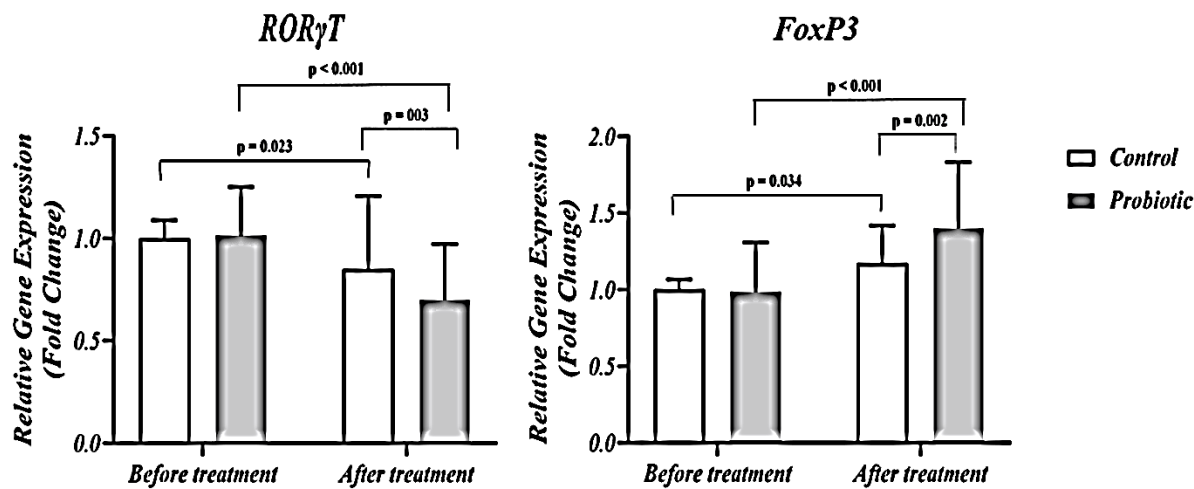 RORγT
p < 0.001
p = 003
p = 0.023
Relative Gene Expression
(Fold Change)
1.5
1.0
0.5
0.0
Before treatment
After treatment
FoxP3
p < 0.001
p = 0.002
p = 0.034
Relative Gene Expression
(Fold Change)
2.0
1.5
1.0
0.5
0.0
Before treatment
After treatment
Control
Probiotic